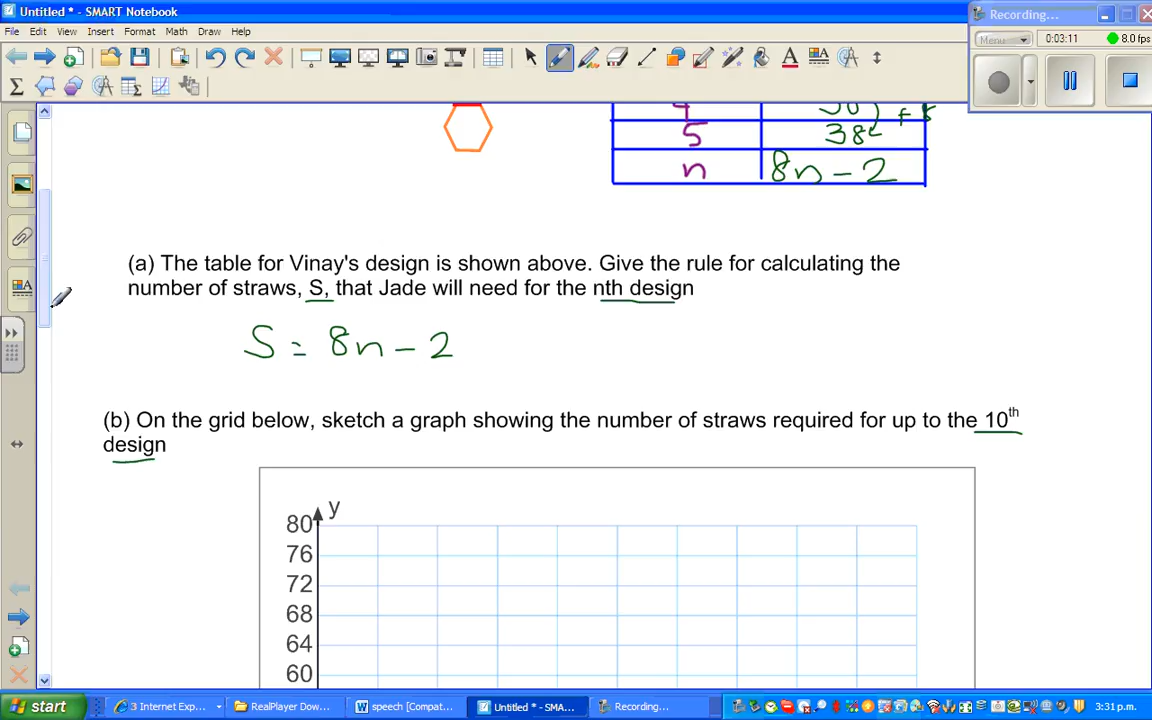 Untitled * - SMART Notebook
Recording...
File Edit View Insert Format Math Draw Help
Menu
0:03:11
8.0 fps
4
30
+ 8
5
38
n
8n - 2
(a) The table for Vinay's design is shown above. Give the rule for calculating the
number of straws, S, that Jade will need for the nth design
S = 8n - 2
(b) On the grid below, sketch a graph showing the number of straws required for up to the 10th
design
y
80
76
72
68
64
60
start
3 Internet Exp...
RealPlayer Dow...
speech [Compat...
Untitled * - SMA...
Recording...
3:31 p.m.